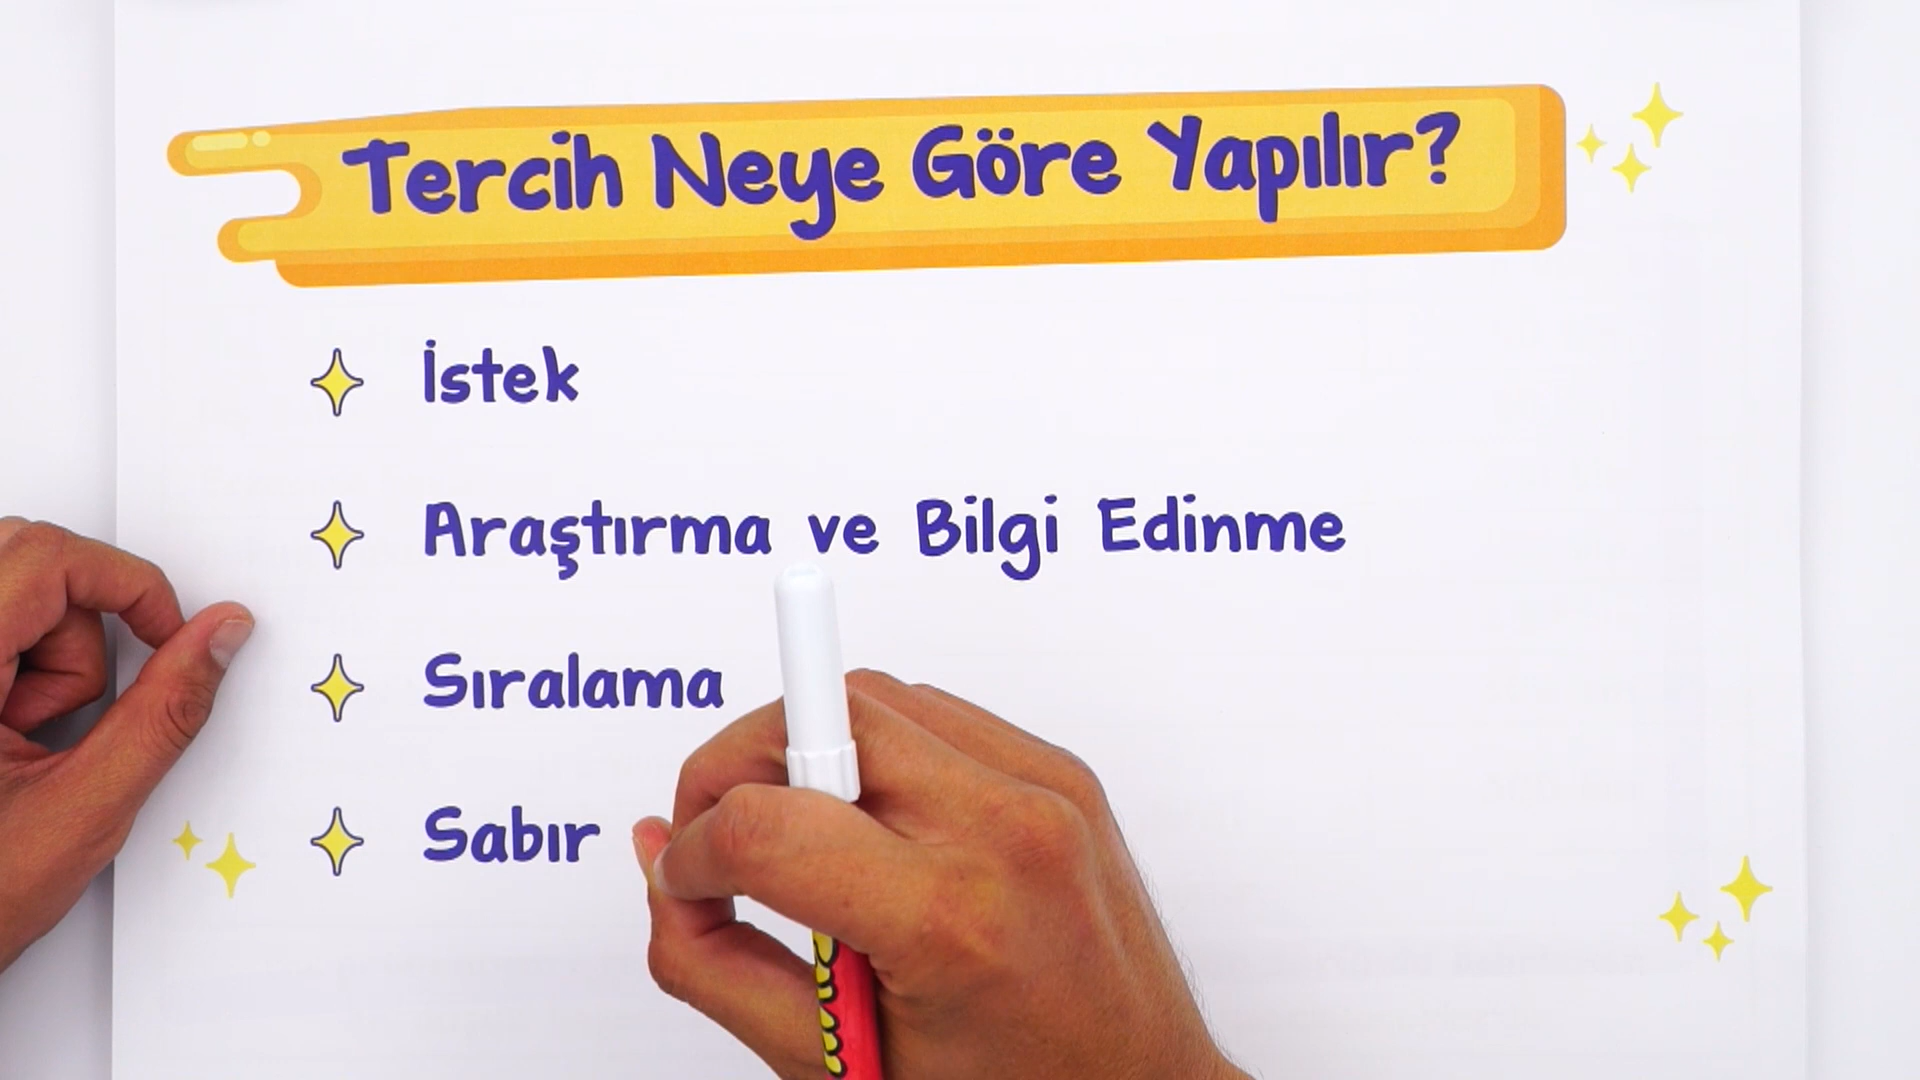 Tercih Neye Göre Yapılır?
İstek
Araştırma ve Bilgi Edinme
Sıralama
Sabır